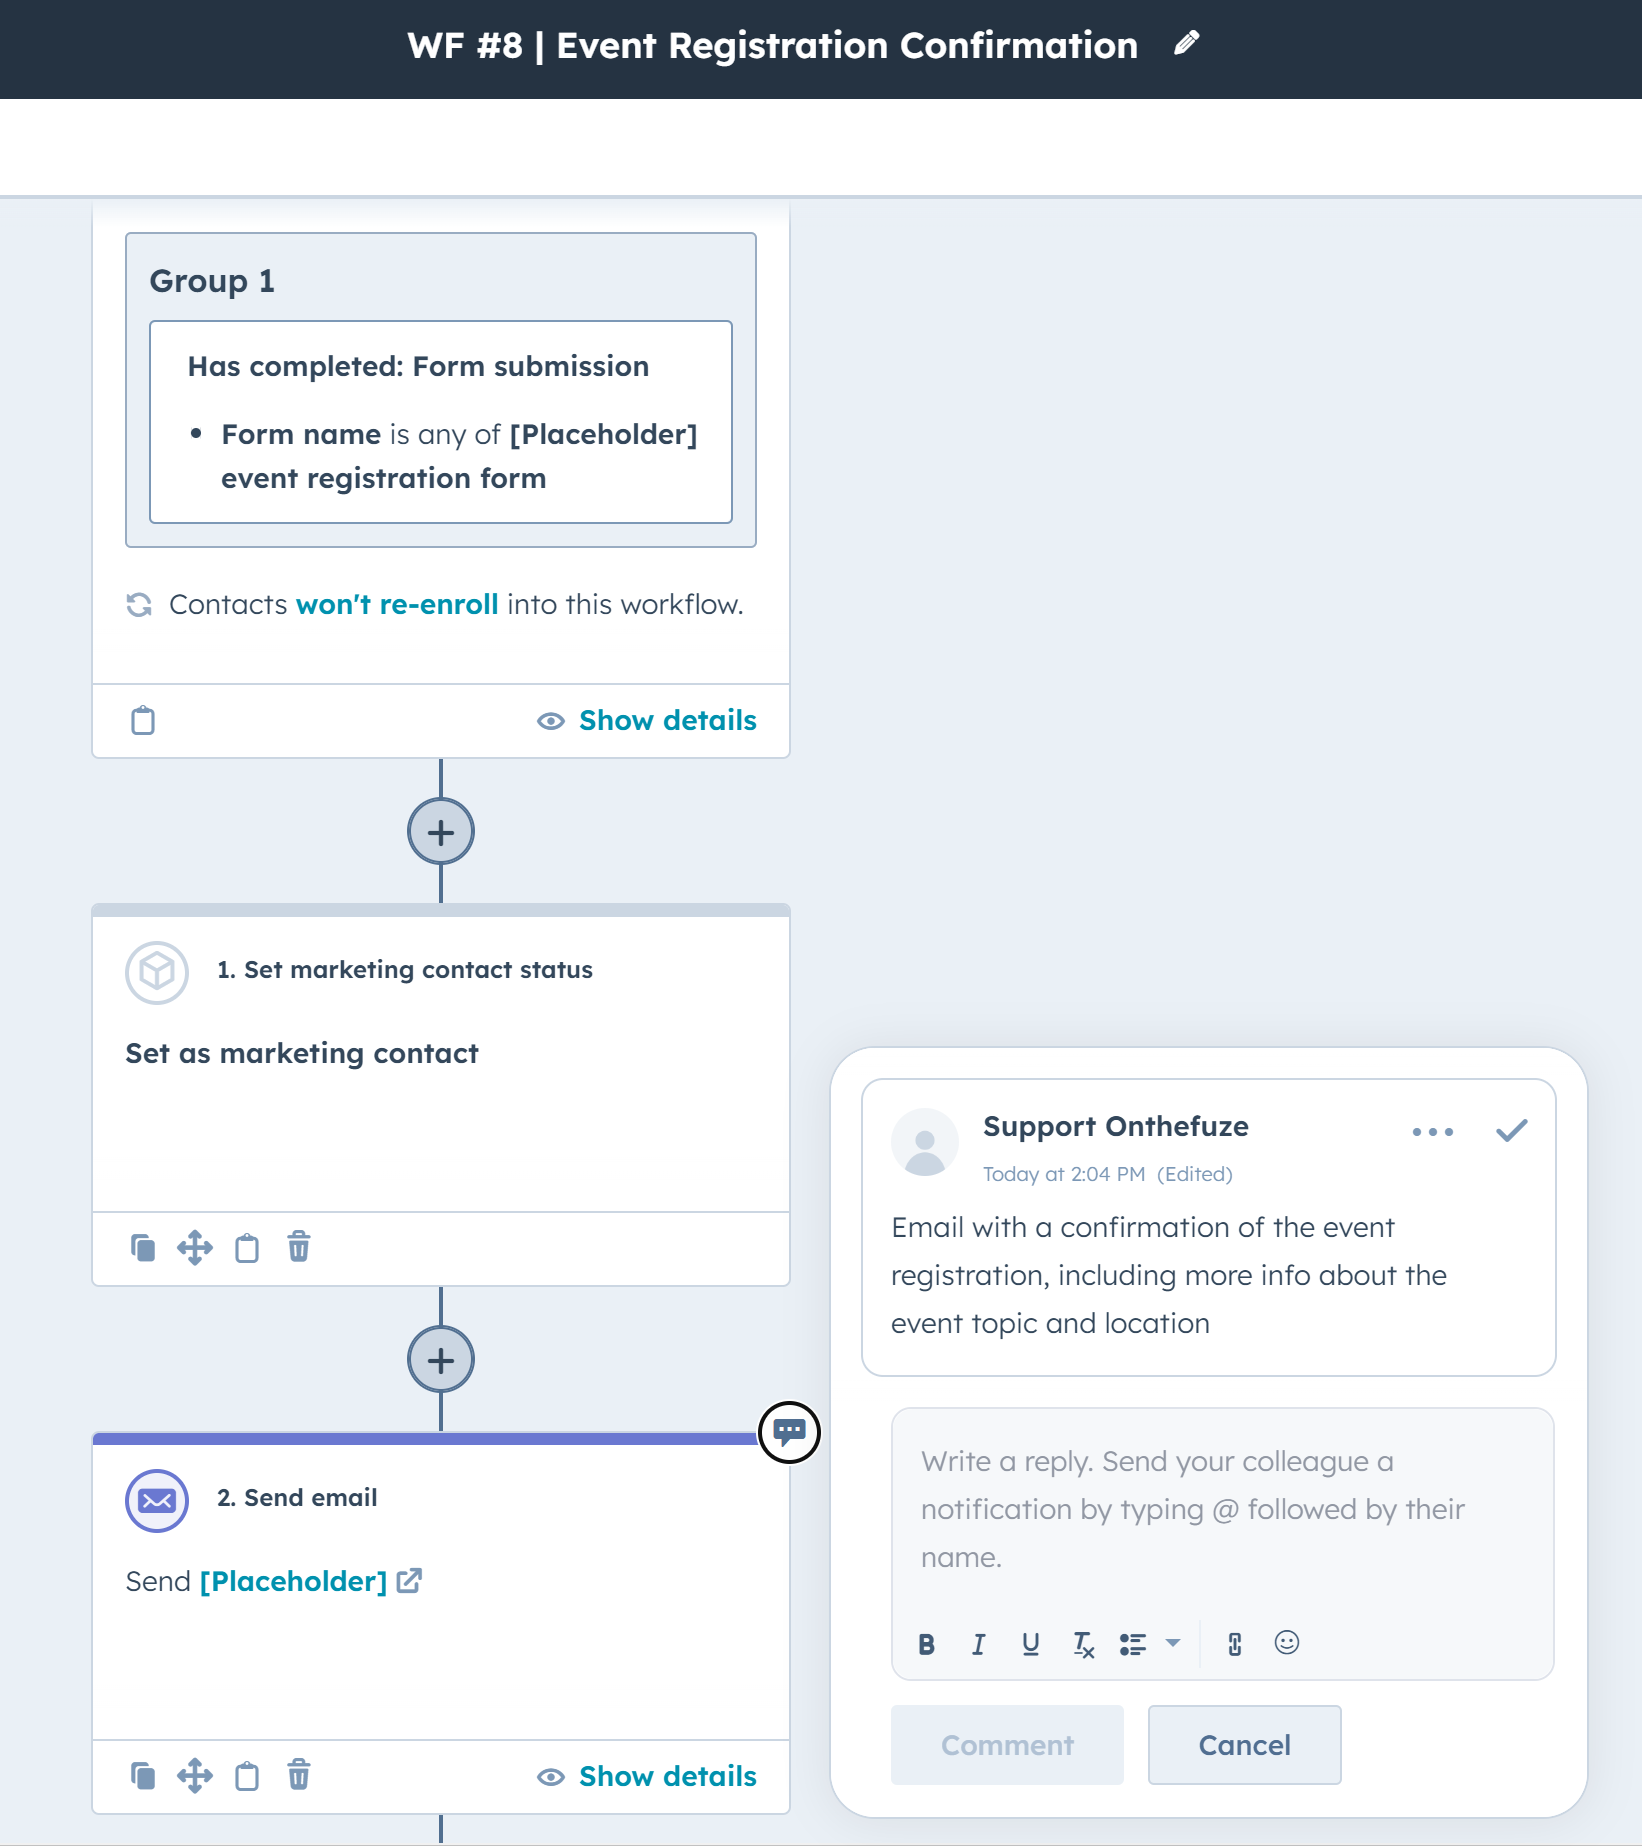 WF #8 | Event Registration Confirmation
Group 1
Has completed: Form submission
• Form name is any of [Placeholder]
event registration form
Contacts won't re-enroll into this workflow.
Show details
1. Set marketing contact status
Set as marketing contact
Support Onthefuze
Today at 2:04 PM (Edited)
Email with a confirmation of the event
registration, including more info about the
event topic and location
2. Send email
Send [Placeholder]
Show details
Write a reply. Send your colleague a
notification by typing @ followed by their
name.
B I U Tx
Comment
Cancel